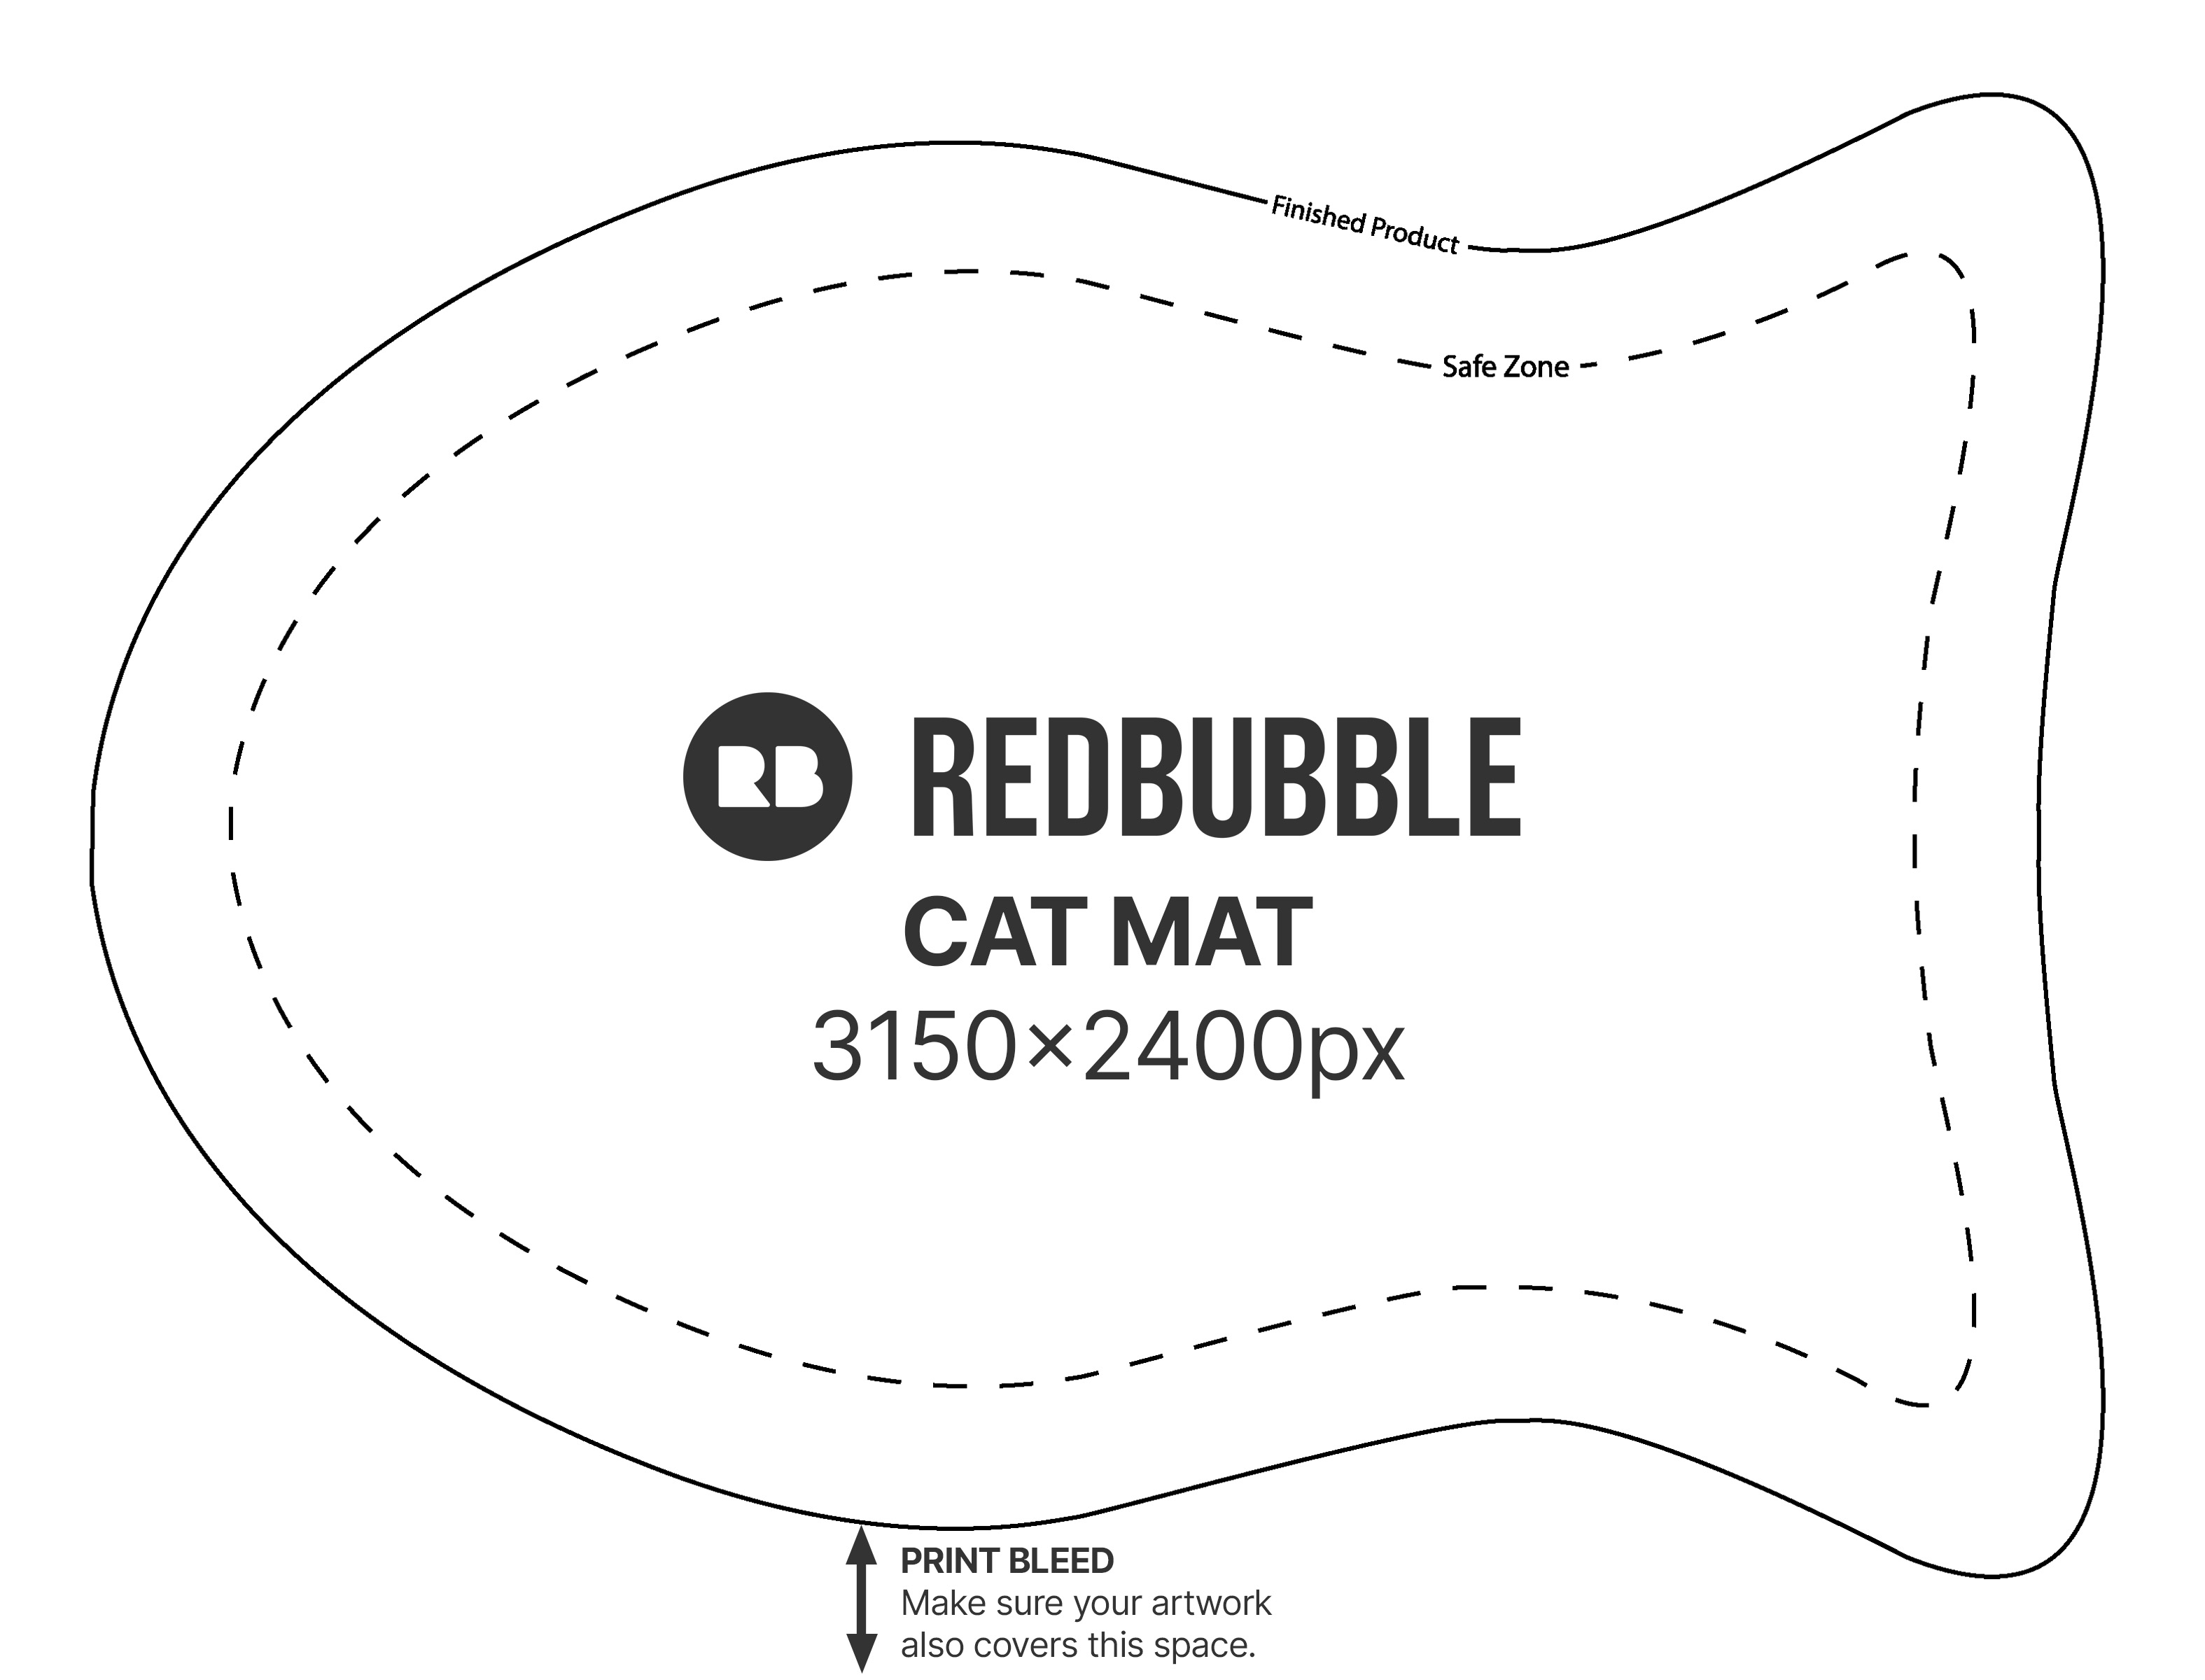 Finished Product
Safe Zone
RB REDBUBBLE
CAT MAT
3150×2400px
PRINT BLEED
Make sure your artwork
also covers this space.